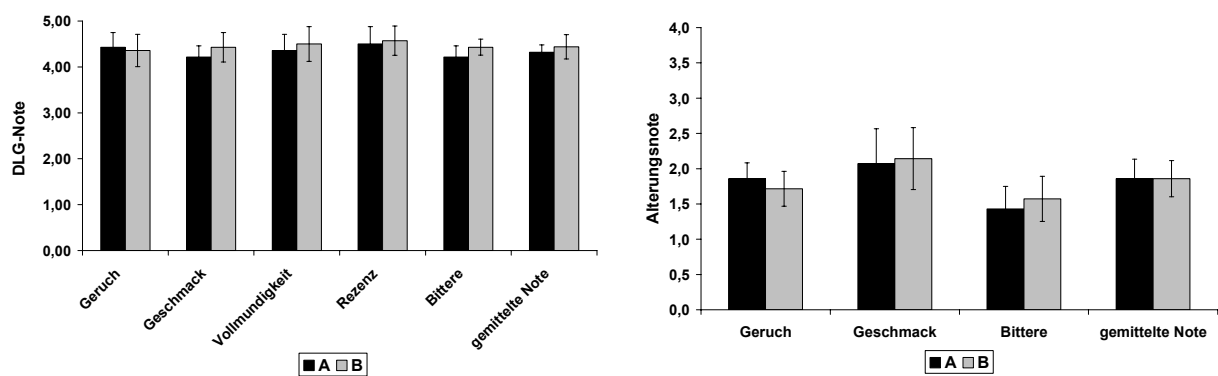 5,00
4,00
3,00
2,00
1,00
0,00
DLG-Note
Geruch
Geschmack
Vollmundigkeit
Rezenz
Bittere
gemittelte Note
A B
4,0
3,5
3,0
2,5
2,0
1,5
1,0
0,5
0,0
Alterungsnote
Geruch Geschmack Bittere gemittelte Note
A B